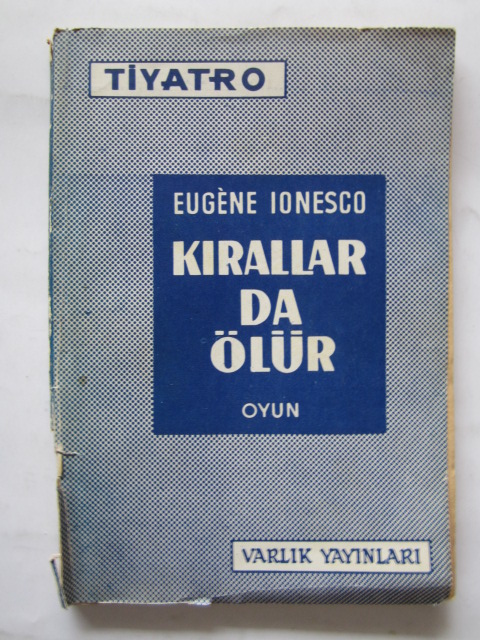 TİYATRO
EUGÈNE IONESCO
KIRALLAR
DA
ÖLÜR
OYUN
VARLIK YAYINLARI